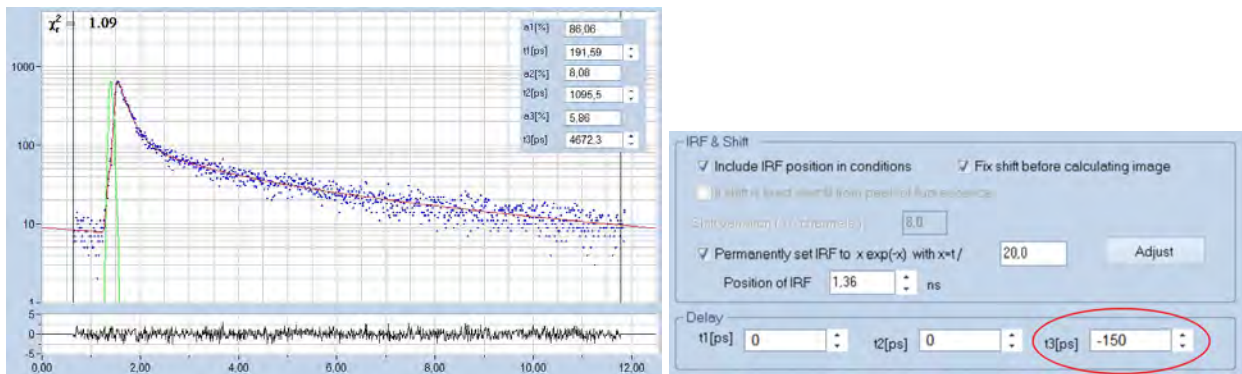 χ²r = 1.09
a1[%] 86,06
t1[ps] 191,59
a2[%] 8,08
t2[ps] 1095,5
a3[%] 5,86
t3[ps] 4672,3
1000
100
10
1
5
0
-5
0,00 2,00 4,00 6,00 8,00 10,00 12,00
IRF & Shift
Include IRF position in conditions Fix shift before calculating image
8,0
Permanently set IRF to x exp(-x) with x=t / 20,0 Adjust
Position of IRF 1,36 ns
Delay
t1[ps] 0 t2[ps] 0 t3[ps] -150